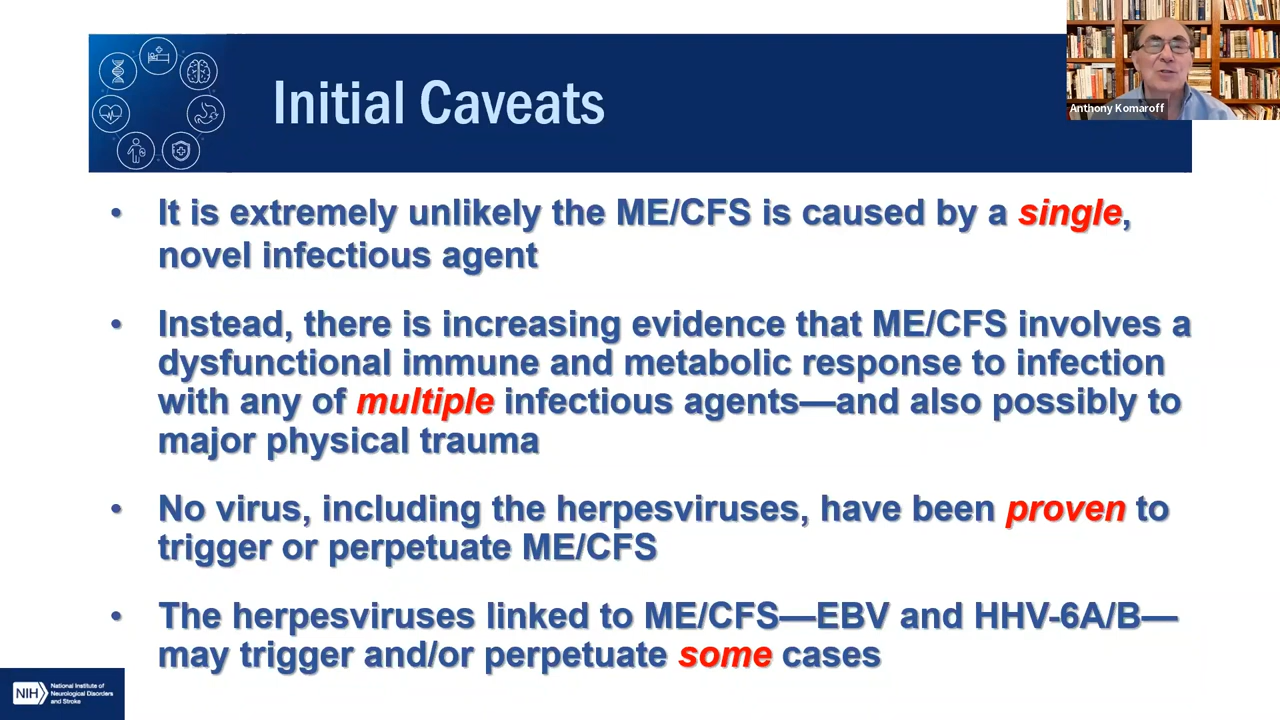 Initial Caveats
Anthony Komaroff
• It is extremely unlikely the ME/CFS is caused by a single,
novel infectious agent
• Instead, there is increasing evidence that ME/CFS involves a
dysfunctional immune and metabolic response to infection
with any of multiple infectious agents—and also possibly to
major physical trauma
• No virus, including the herpesviruses, have been proven to
trigger or perpetuate ME/CFS
• The herpesviruses linked to ME/CFS—EBV and HHV-6A/B—
may trigger and/or perpetuate some cases
NIH
National Institute of
Neurological Disorders
and Stroke